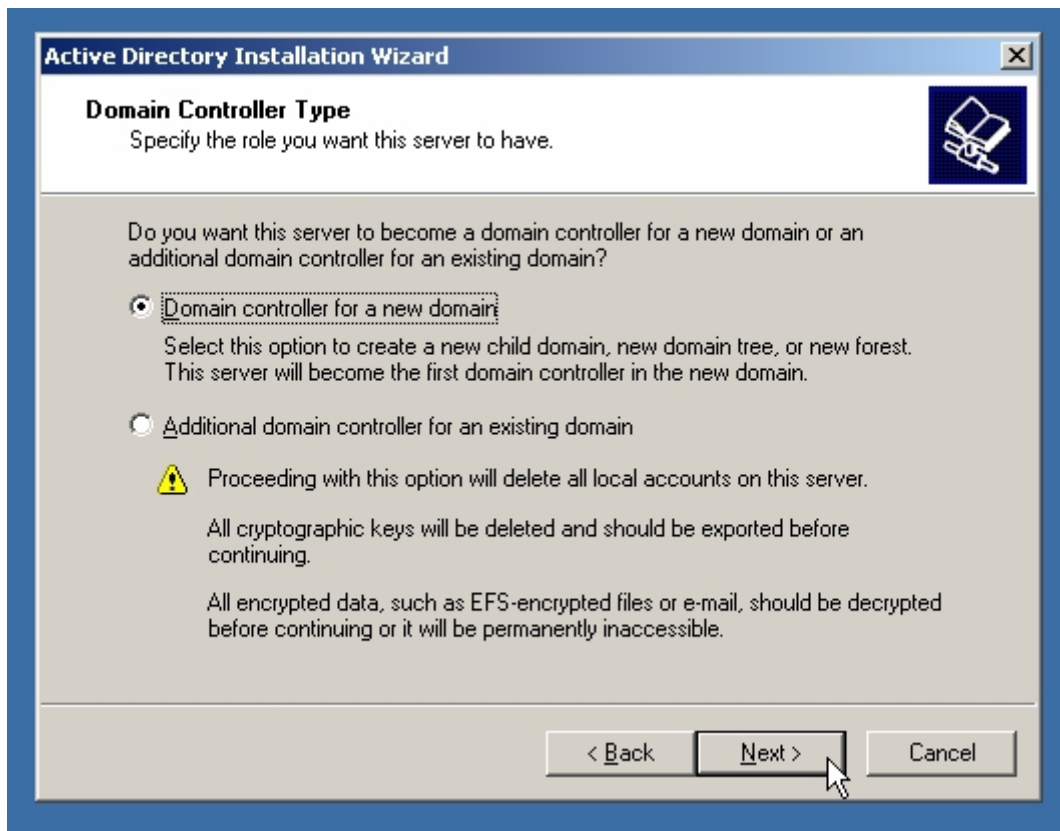 Active Directory Installation Wizard
Domain Controller Type
Specify the role you want this server to have.
Do you want this server to become a domain controller for a new domain or an
additional domain controller for an existing domain?
Domain controller for a new domain
Select this option to create a new child domain, new domain tree, or new forest.
This server will become the first domain controller in the new domain.
Additional domain controller for an existing domain
Proceeding with this option will delete all local accounts on this server.
All cryptographic keys will be deleted and should be exported before
continuing.
All encrypted data, such as EFS-encrypted files or e-mail, should be decrypted
before continuing or it will be permanently inaccessible.
< Back Next > Cancel